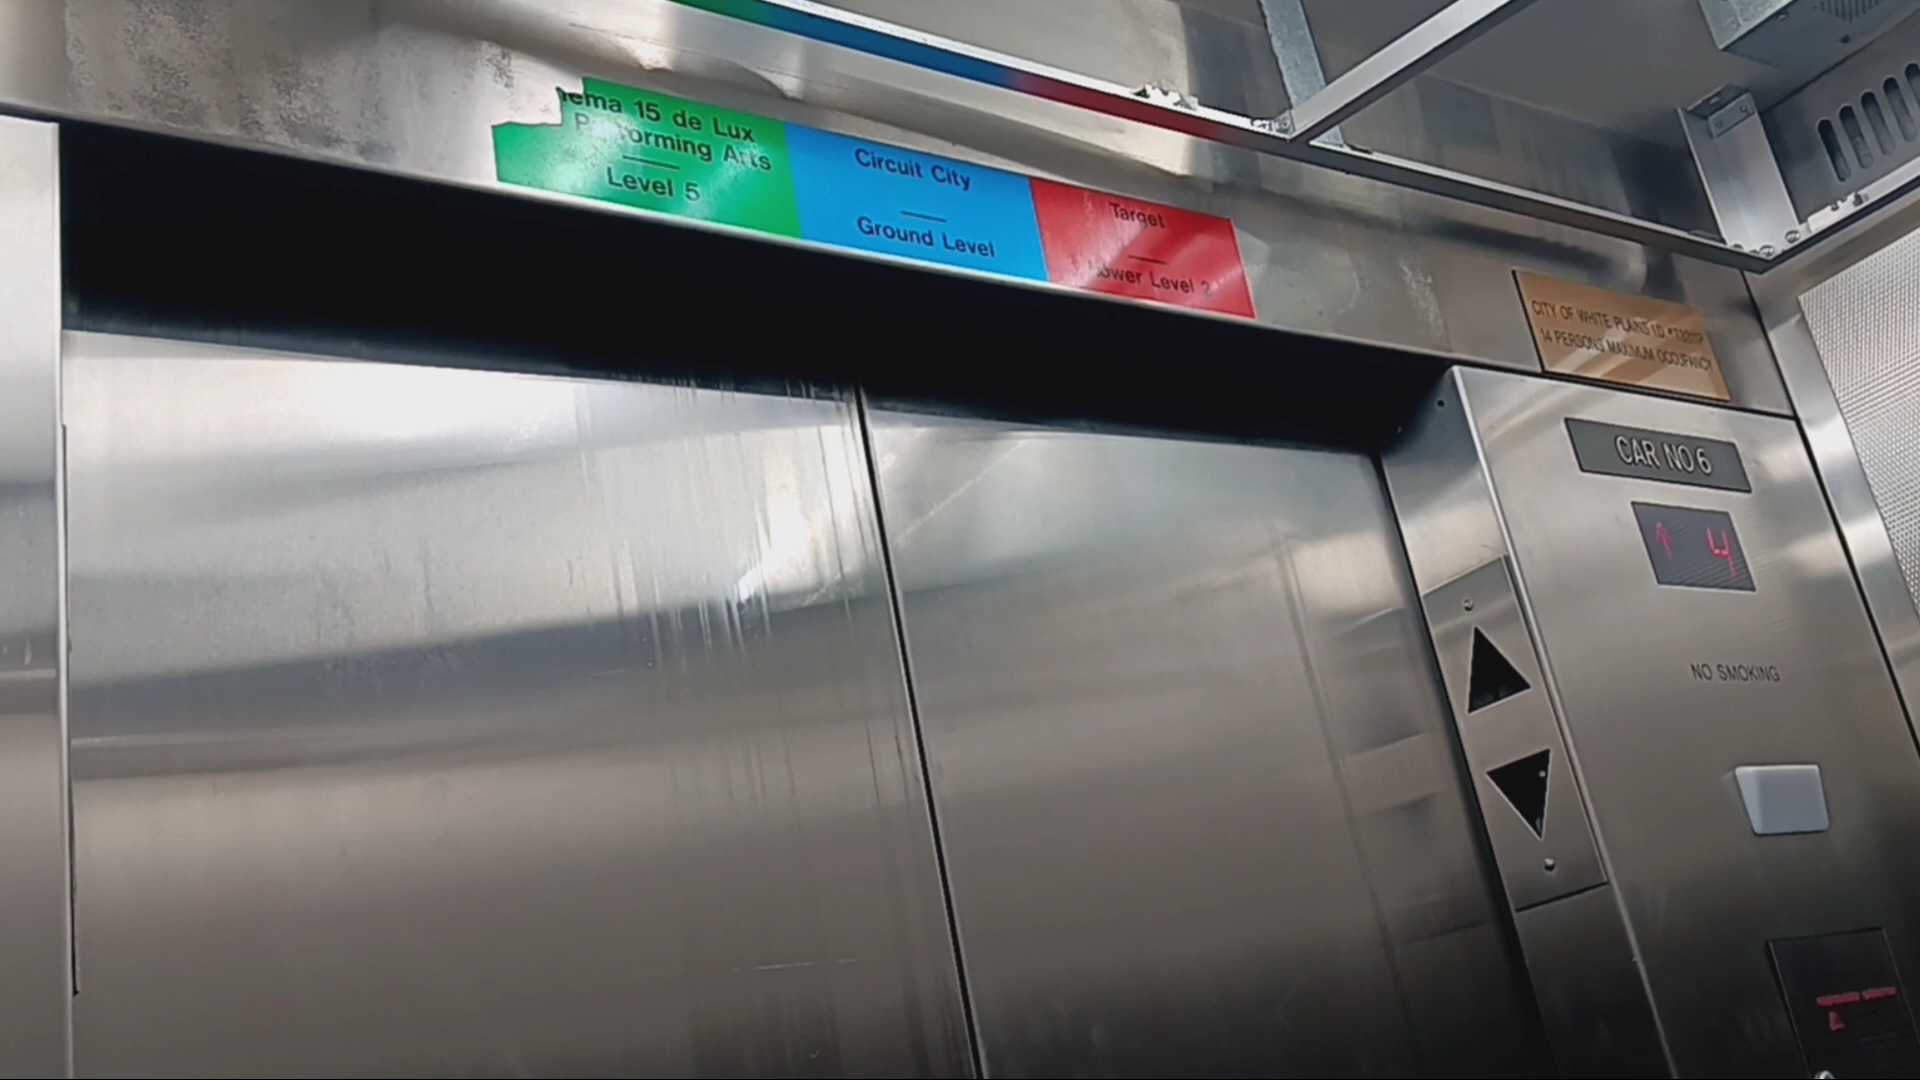 ema 15 de Lux
Performing Arts
Level 5
Circuit City
Ground Level
Target
Lower Level 2
CITY OF WHITE PLAINS I.D.
14 PERSONS MAXIMUM OCCUPANCY
CAR NO 6
↑ 4
NO SMOKING